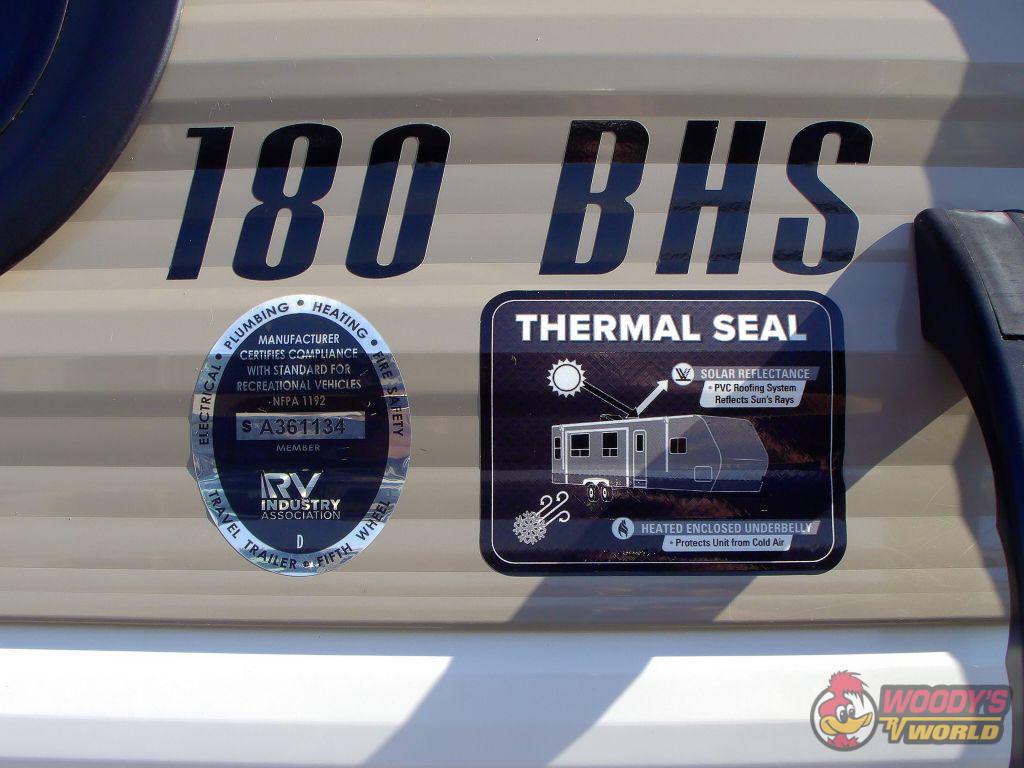 180 BHS
PLUMBING • HEATING • FIRE SAFETY
ELECTRICAL •
MANUFACTURER
CERTIFIES COMPLIANCE
WITH STANDARD FOR
RECREATIONAL VEHICLES
NFPA 1192
S A361134
MEMBER
RV
INDUSTRY
ASSOCIATION
D
TRAVEL TRAILER • FIFTH WHEEL
THERMAL SEAL
SOLAR REFLECTANCE
• PVC Roofing System
Reflects Sun's Rays
HEATED ENCLOSED UNDERBELLY
• Protects Unit from Cold Air
WOODY'S
RV WORLD